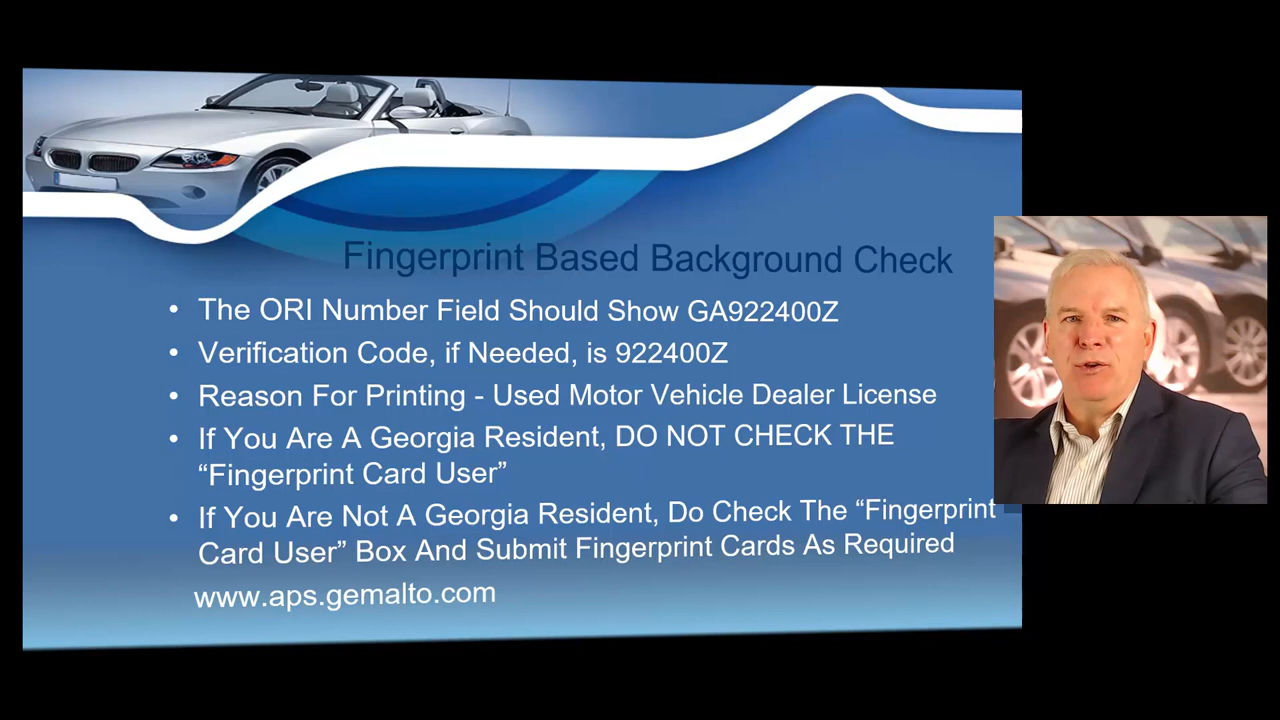 Fingerprint Based Background Check
• The ORI Number Field Should Show GA922400Z
• Verification Code, if Needed, is 922400Z
• Reason For Printing - Used Motor Vehicle Dealer License
• If You Are A Georgia Resident, DO NOT CHECK THE
“Fingerprint Card User”
• If You Are Not A Georgia Resident, Do Check The “Fingerprint
Card User” Box And Submit Fingerprint Cards As Required
www.aps.gemalto.com